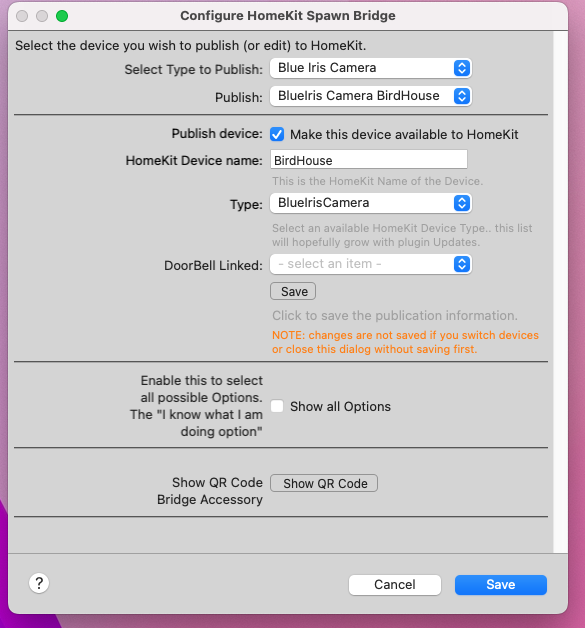 Configure HomeKit Spawn Bridge
Select the device you wish to publish (or edit) to HomeKit.
Select Type to Publish: Blue Iris Camera
Publish: BlueIris Camera BirdHouse
Publish device: Make this device available to HomeKit
HomeKit Device name: BirdHouse
This is the HomeKit Name of the Device.
Type: BlueIrisCamera
Select an available HomeKit Device Type.. this list
will hopefully grow with plugin Updates.
DoorBell Linked: - select an item -
Save
Click to save the publication information.
NOTE: changes are not saved if you switch devices
or close this dialog without saving first.
Enable this to select
all possible Options.
The "I know what I am
doing option"
Show all Options
Show QR Code
Bridge Accessory
Show QR Code
?
Cancel
Save